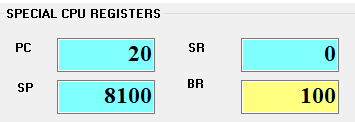 SPECIAL CPU REGISTERS
PC 20 SR 0
SP 8100 BR 100